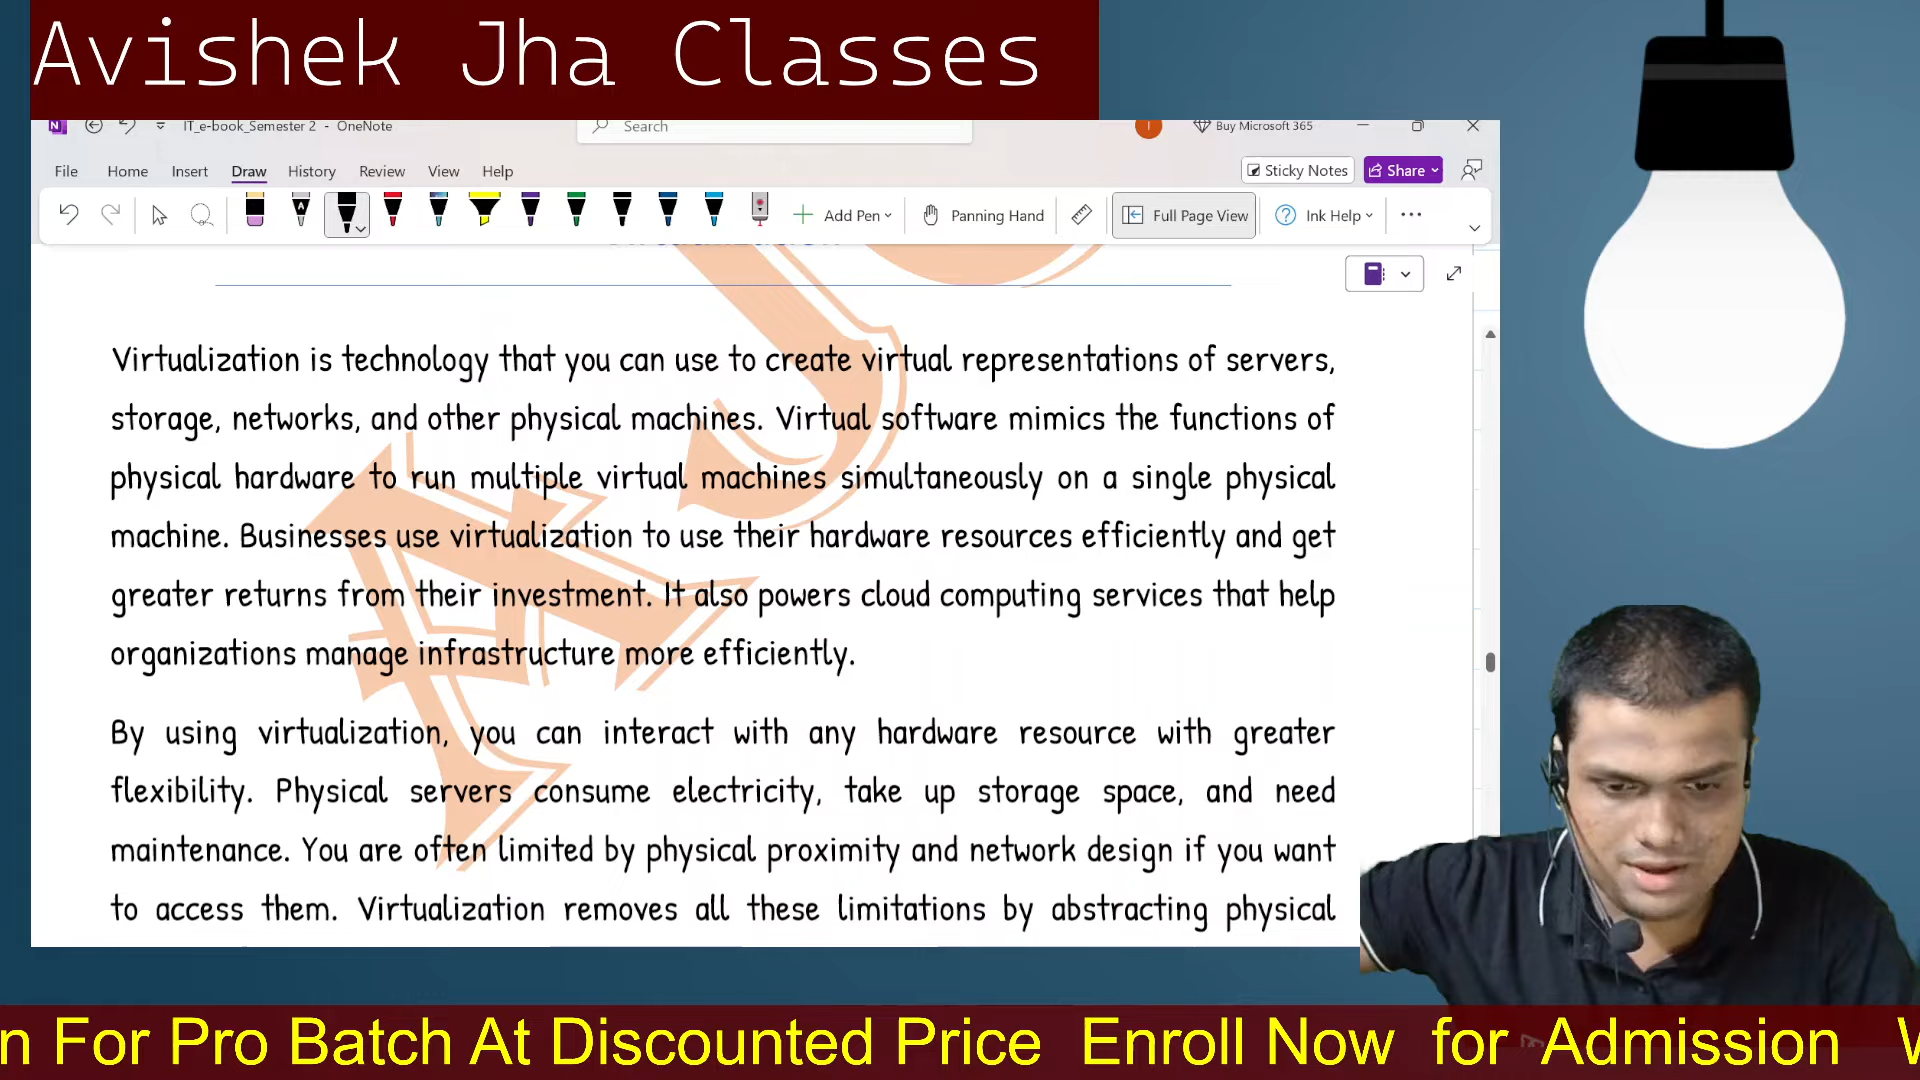 Avishek Jha Classes
IT_e-book_Semester 2 - OneNote
Search
Buy Microsoft 365
File Home Insert Draw History Review View Help
Sticky Notes
Share
Add Pen
Panning Hand
Full Page View
Ink Help
Virtualization is technology that you can use to create virtual representations of servers,
storage, networks, and other physical machines. Virtual software mimics the functions of
physical hardware to run multiple virtual machines simultaneously on a single physical
machine. Businesses use virtualization to use their hardware resources efficiently and get
greater returns from their investment. It also powers cloud computing services that help
organizations manage infrastructure more efficiently.
By using virtualization, you can interact with any hardware resource with greater
flexibility. Physical servers consume electricity, take up storage space, and need
maintenance. You are often limited by physical proximity and network design if you want
to access them. Virtualization removes all these limitations by abstracting physical
n For Pro Batch At Discounted Price Enroll Now for Admission